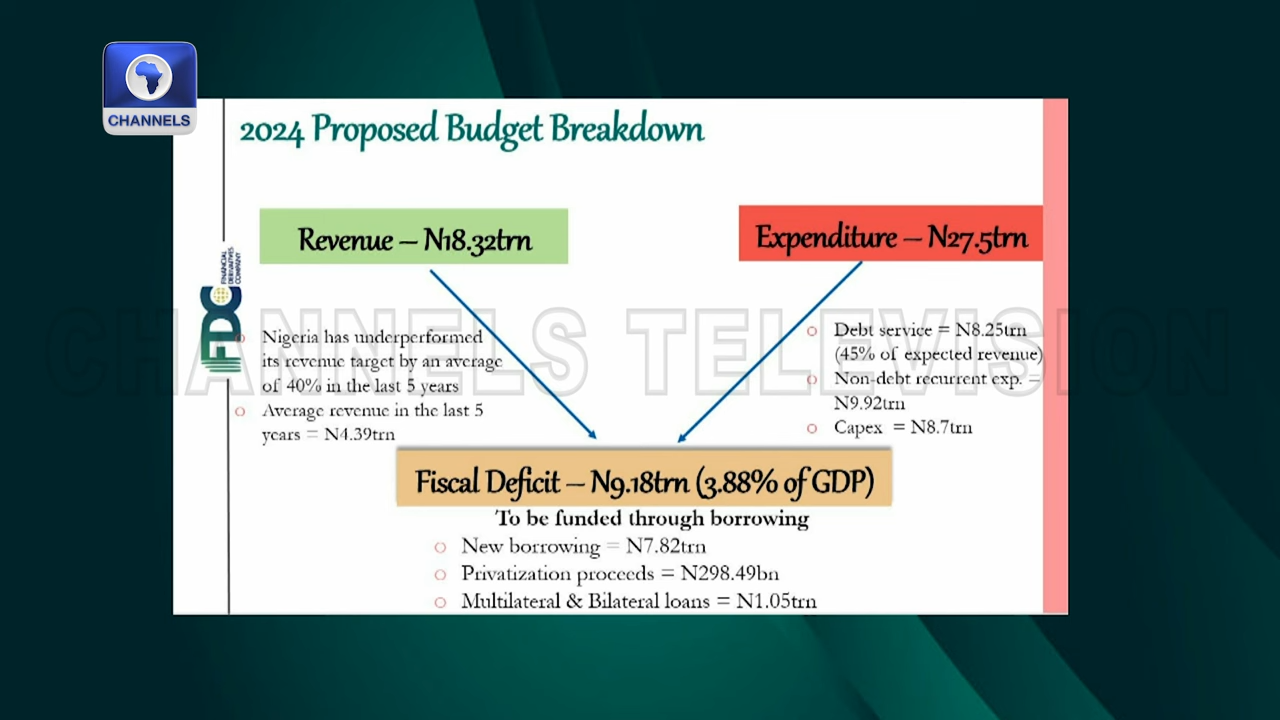 CHANNELS
2024 Proposed Budget Breakdown
Revenue – N18.32trn
Expenditure – N27.5trn
FDC
FINANCIAL
DERIVATIVES
COMPANY
CHANNELS TELEVISION
Nigeria has underperformed
its revenue target by an average
of 40% in the last 5 years
Average revenue in the last 5
years = N4.39trn
Debt service = N8.25trn
(45% of expected revenue)
Non-debt recurrent exp. =
N9.92trn
Capex = N8.7trn
Fiscal Deficit – N9.18trn (3.88% of GDP)
To be funded through borrowing
New borrowing = N7.82trn
Privatization proceeds = N298.49bn
Multilateral & Bilateral loans = N1.05trn